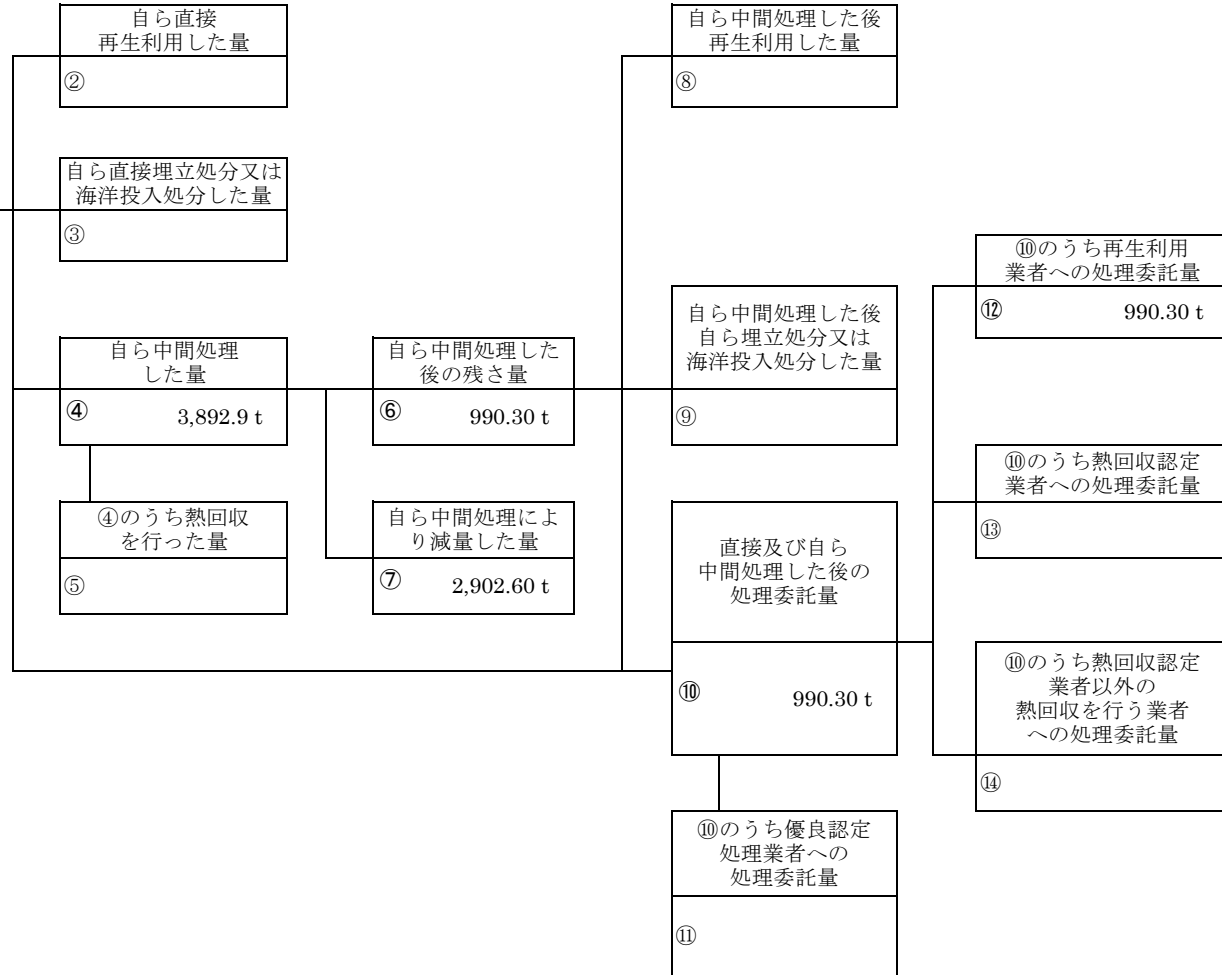 自ら直接
再生利用した量
②
自ら直接埋立処分又は
海洋投入処分した量
③
自ら中間処理
した量
④ 3,892.9 t
④のうち熱回収
を行った量
⑤
自ら中間処理した
後の残さ量
⑥ 990.30 t
自ら中間処理によ
り減量した量
⑦ 2,902.60 t
自ら中間処理した後
再生利用した量
⑧
自ら中間処理した後
自ら埋立処分又は
海洋投入処分した量
⑨
直接及び自ら
中間処理した後の
処理委託量
⑩ 990.30 t
⑩のうち優良認定
処理業者への
処理委託量
⑪
⑩のうち再生利用
業者への処理委託量
⑫ 990.30 t
⑩のうち熱回収認定
業者への処理委託量
⑬
⑩のうち熱回収認定
業者以外の
熱回収を行う業者
への処理委託量
⑭